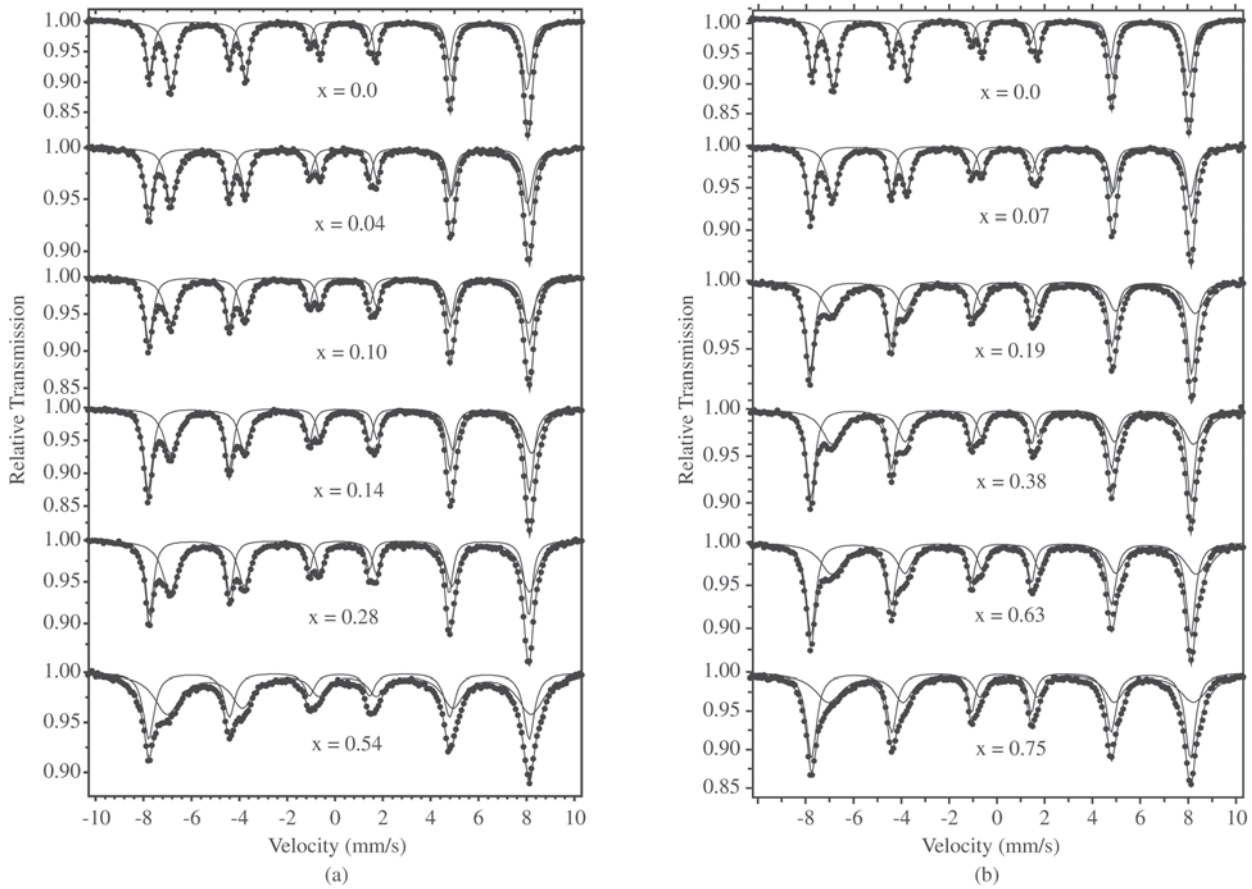 1.00
0.95
0.90
0.85
x = 0.0
1.00
0.95
0.90
x = 0.04
1.00
0.95
0.90
0.85
x = 0.10
1.00
0.95
0.90
0.85
x = 0.14
1.00
0.95
0.90
x = 0.28
1.00
0.95
0.90
x = 0.54
Relative Transmission
-10 -8 -6 -4 -2 0 2 4 6 8 10
Velocity (mm/s)
(a)
1.00
0.95
0.90
0.85
x = 0.0
1.00
0.95
0.90
x = 0.07
1.00
0.95
x = 0.19
1.00
0.95
0.90
x = 0.38
1.00
0.95
0.90
x = 0.63
1.00
0.95
0.90
0.85
x = 0.75
Relative Transmission
-8 -6 -4 -2 0 2 4 6 8 10
Velocity (mm/s)
(b)